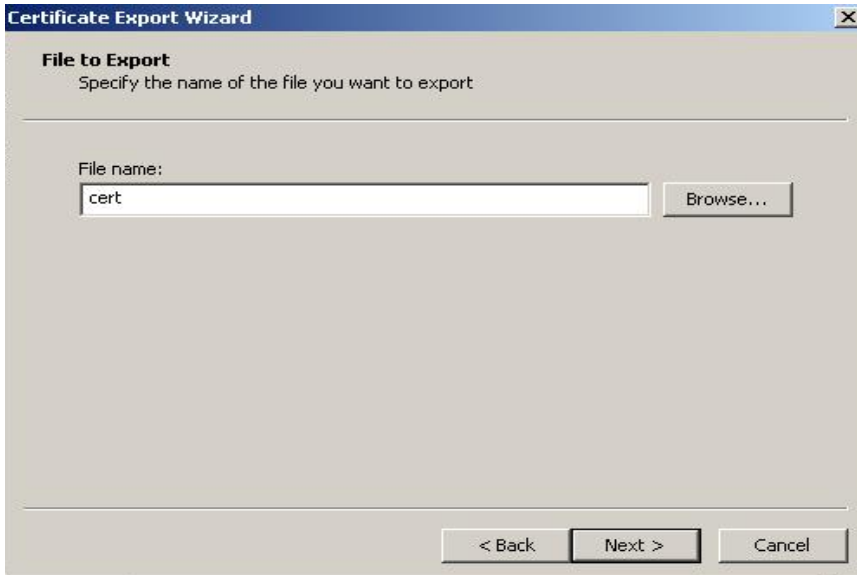 Certificate Export Wizard
File to Export
Specify the name of the file you want to export
File name:
cert
Browse...
< Back Next > Cancel